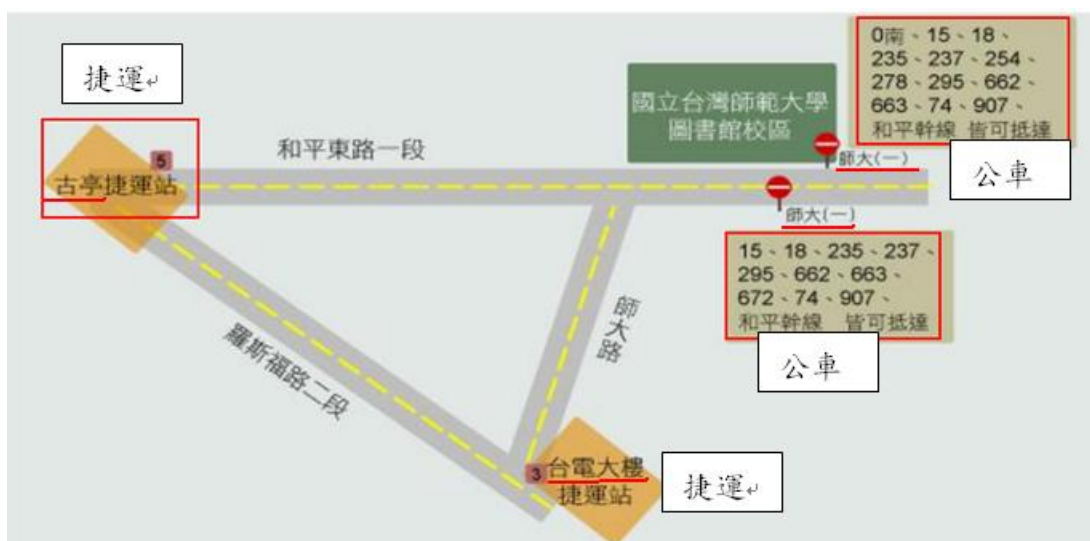 捷運
0南、15、18、
235、237、254、
278、295、662、
663、74、907、
和平幹線 皆可抵達
國立台灣師範大學
圖書館校區
和平東路一段
5
古亭捷運站
師大(一)
公車
師大(一)
15、18、235、237、
295、662、663、
672、74、907、
和平幹線 皆可抵達
公車
師大路
羅斯福路二段
3
台電大樓
捷運站
捷運